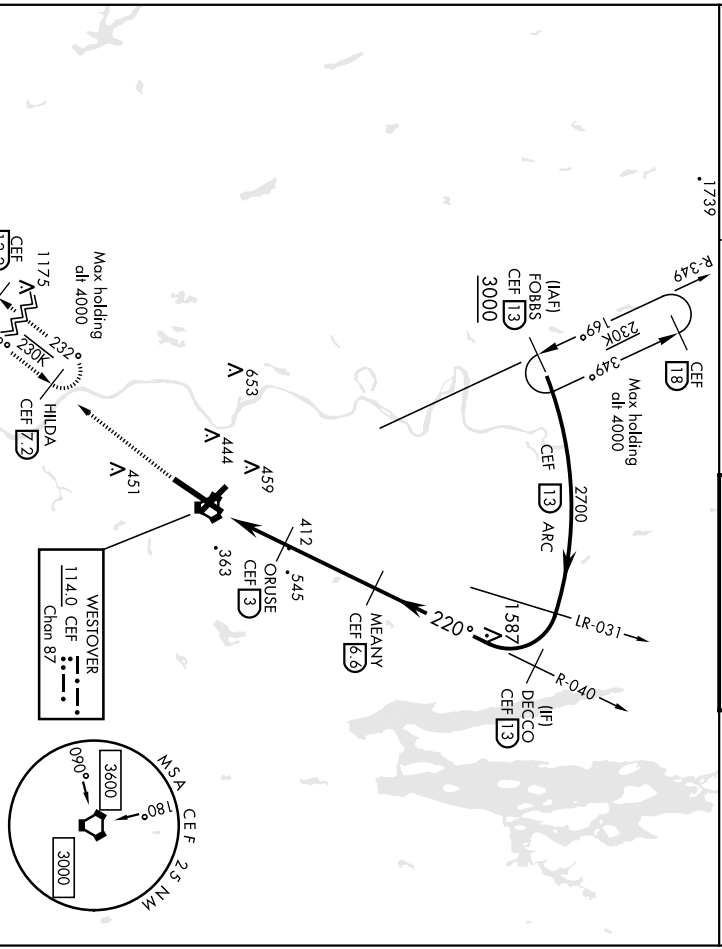 1739
R-349
169°
230K
349°
CEF
18
(IAF)
FOBBS
CEF 13
3000
Max holding
alt 4000
CEF 13 ARC
2700
LR-031
R-040
1587
(IF)
DECCO
CEF 13
220°
MEANY
CEF 6.6
ORUSE
CEF 3
412
545
363
459
444
653
451
Max holding
alt 4000
1175
232°
230K
HILDA
CEF 7.2
CEF
WESTOVER
114.0 CEF
Chan 87
MSA CEF 25 NM
3600
180°
090°
3000